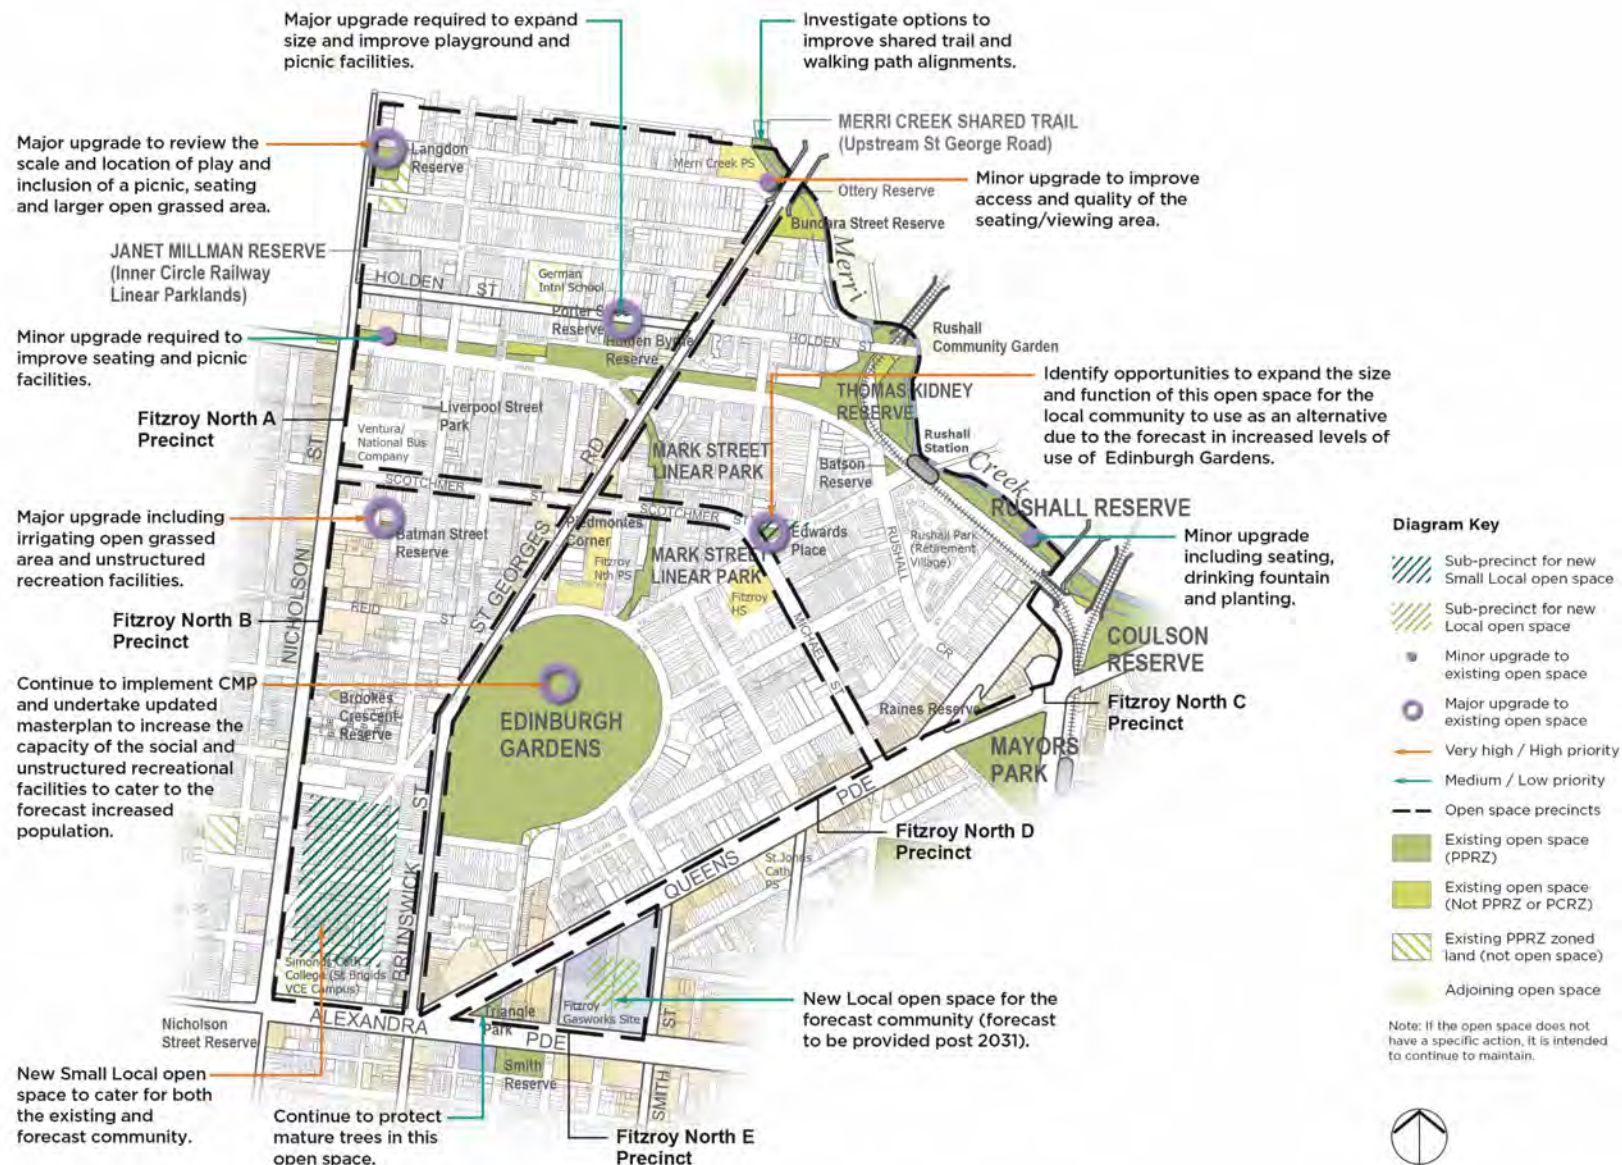 Major upgrade required to expand
size and improve playground and
picnic facilities.
Investigate options to
improve shared trail and
walking path alignments.
Major upgrade to review the
scale and location of play and
inclusion of a picnic, seating
and larger open grassed area.
Langdon
Reserve
Merri Creek PS
MERRI CREEK SHARED TRAIL
(Upstream St George Road)
Ottery Reserve
Minor upgrade to improve
access and quality of the
seating/viewing area.
Bundara Street Reserve
Merri
JANET MILLMAN RESERVE
(Inner Circle Railway
Linear Parklands)
HOLDEN ST
German
Intnl School
Reserve
Holden Byrne
Reserve
HOLDEN ST
Rushall
Community Garden
Minor upgrade required to
improve seating and picnic
facilities.
Identify opportunities to expand the size
and function of this open space for the
local community to use as an alternative
due to the forecast in increased levels of
use of Edinburgh Gardens.
THOMAS KIDNEY
RESERVE
Fitzroy North A
Precinct
Liverpool Street
Park
Ventura/
National Bus
Company
ST
RD
MARK STREET
LINEAR PARK
Rushall
Station
Batson
Reserve
Creek
SCOTCHMER ST
SCOTCHMER ST
RUSHALL RESERVE
Major upgrade including
irrigating open grassed
area and unstructured
recreation facilities.
Batman Street
Reserve
Piedmontes
Corner
Edwards
Place
MARK STREET
LINEAR PARK
Fitzroy
Nth PS
Fitzroy
HS
RUSHALL
Rushall Park
(Retirement
Village)
Minor upgrade
including seating,
drinking fountain
and planting.
NICHOLSON
ST GEORGES
REID ST
Fitzroy North B
Precinct
MICHAEL ST
CR
COULSON
RESERVE
Continue to implement CMP
and undertake updated
masterplan to increase the
capacity of the social and
unstructured recreational
facilities to cater to the
forecast increased
population.
Brookes
Crescent
Reserve
EDINBURGH
GARDENS
Raines Reserve
Fitzroy North C
Precinct
MAYORS
PARK
PDE
QUEENS
ST
BRUNSWICK
Fitzroy North D
Precinct
St Johns
Cath
PS
Simonds Cath
College (St Brigids
VCE Campus)
Nicholson
Street Reserve
ALEXANDRA
PDE
Triangle
Park
Fitzroy
Gasworks Site
ST
SMITH
Smith
Reserve
New Local open space for the
forecast community (forecast
to be provided post 2031).
New Small Local open
space to cater for both
the existing and
forecast community.
Continue to protect
mature trees in this
open space.
Fitzroy North E
Precinct
Diagram Key
Sub-precinct for new
Small Local open space
Sub-precinct for new
Local open space
Minor upgrade to
existing open space
Major upgrade to
existing open space
Very high / High priority
Medium / Low priority
Open space precincts
Existing open space
(PPRZ)
Existing open space
(Not PPRZ or PCRZ)
Existing PPRZ zoned
land (not open space)
Adjoining open space
Note: If the open space does not
have a specific action, it is intended
to continue to maintain.